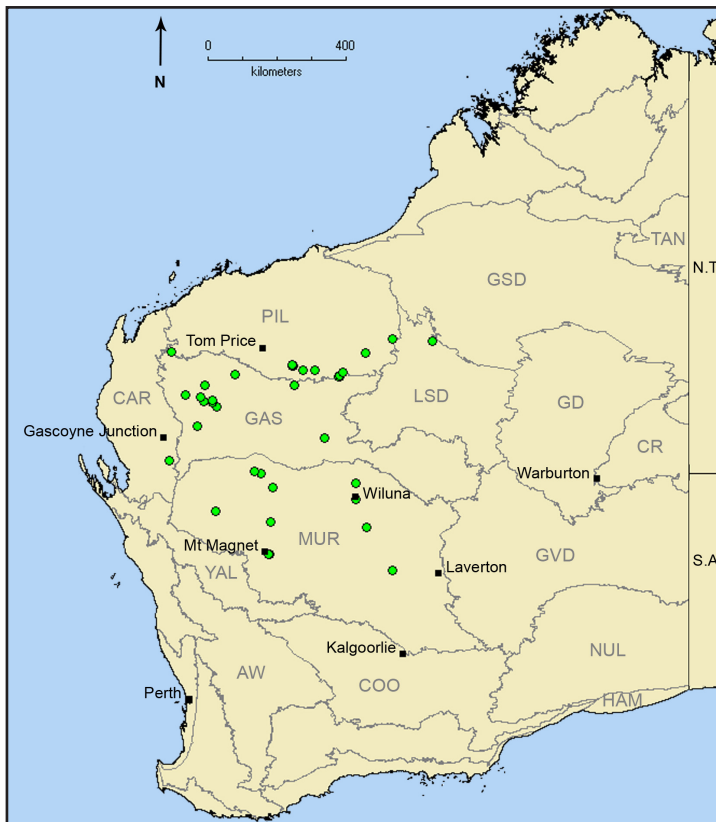 0 400
kilometers
N
TAN
N.T
GSD
PIL
Tom Price
CAR
LSD
GD
GAS
Gascoyne Junction
CR
Warburton
Wiluna
MUR
Mt Magnet
GVD
S.A
Laverton
YAL
Kalgoorlie
NUL
AW
COO
Perth
HAM